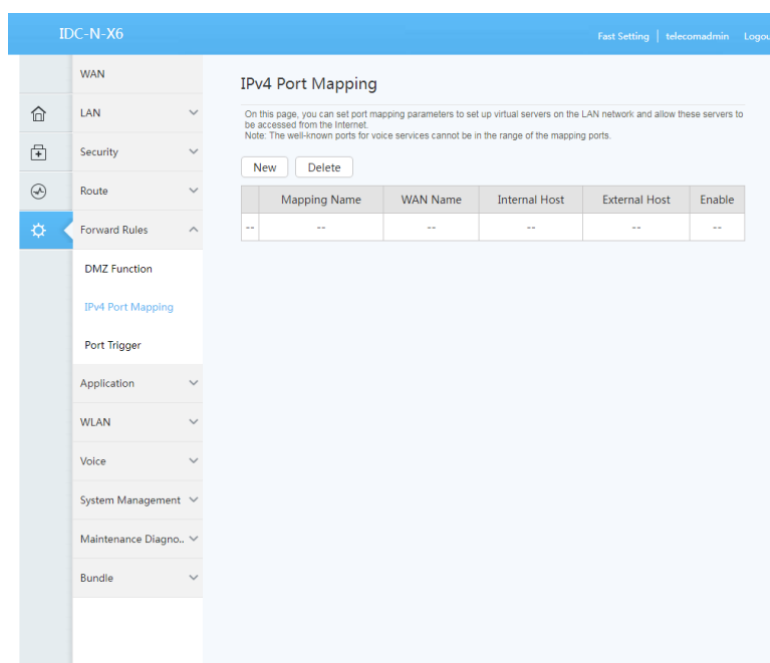 IDC-N-X6
Fast Setting | telecomadmin Logou
WAN
LAN
Security
Route
Forward Rules
DMZ Function
IPv4 Port Mapping
Port Trigger
Application
WLAN
Voice
System Management
Maintenance Diagno..
Bundle
IPv4 Port Mapping
On this page, you can set port mapping parameters to set up virtual servers on the LAN network and allow these servers to
be accessed from the Internet.
Note: The well-known ports for voice services cannot be in the range of the mapping ports.
New Delete
Mapping Name WAN Name Internal Host External Host Enable
-- -- -- -- -- --